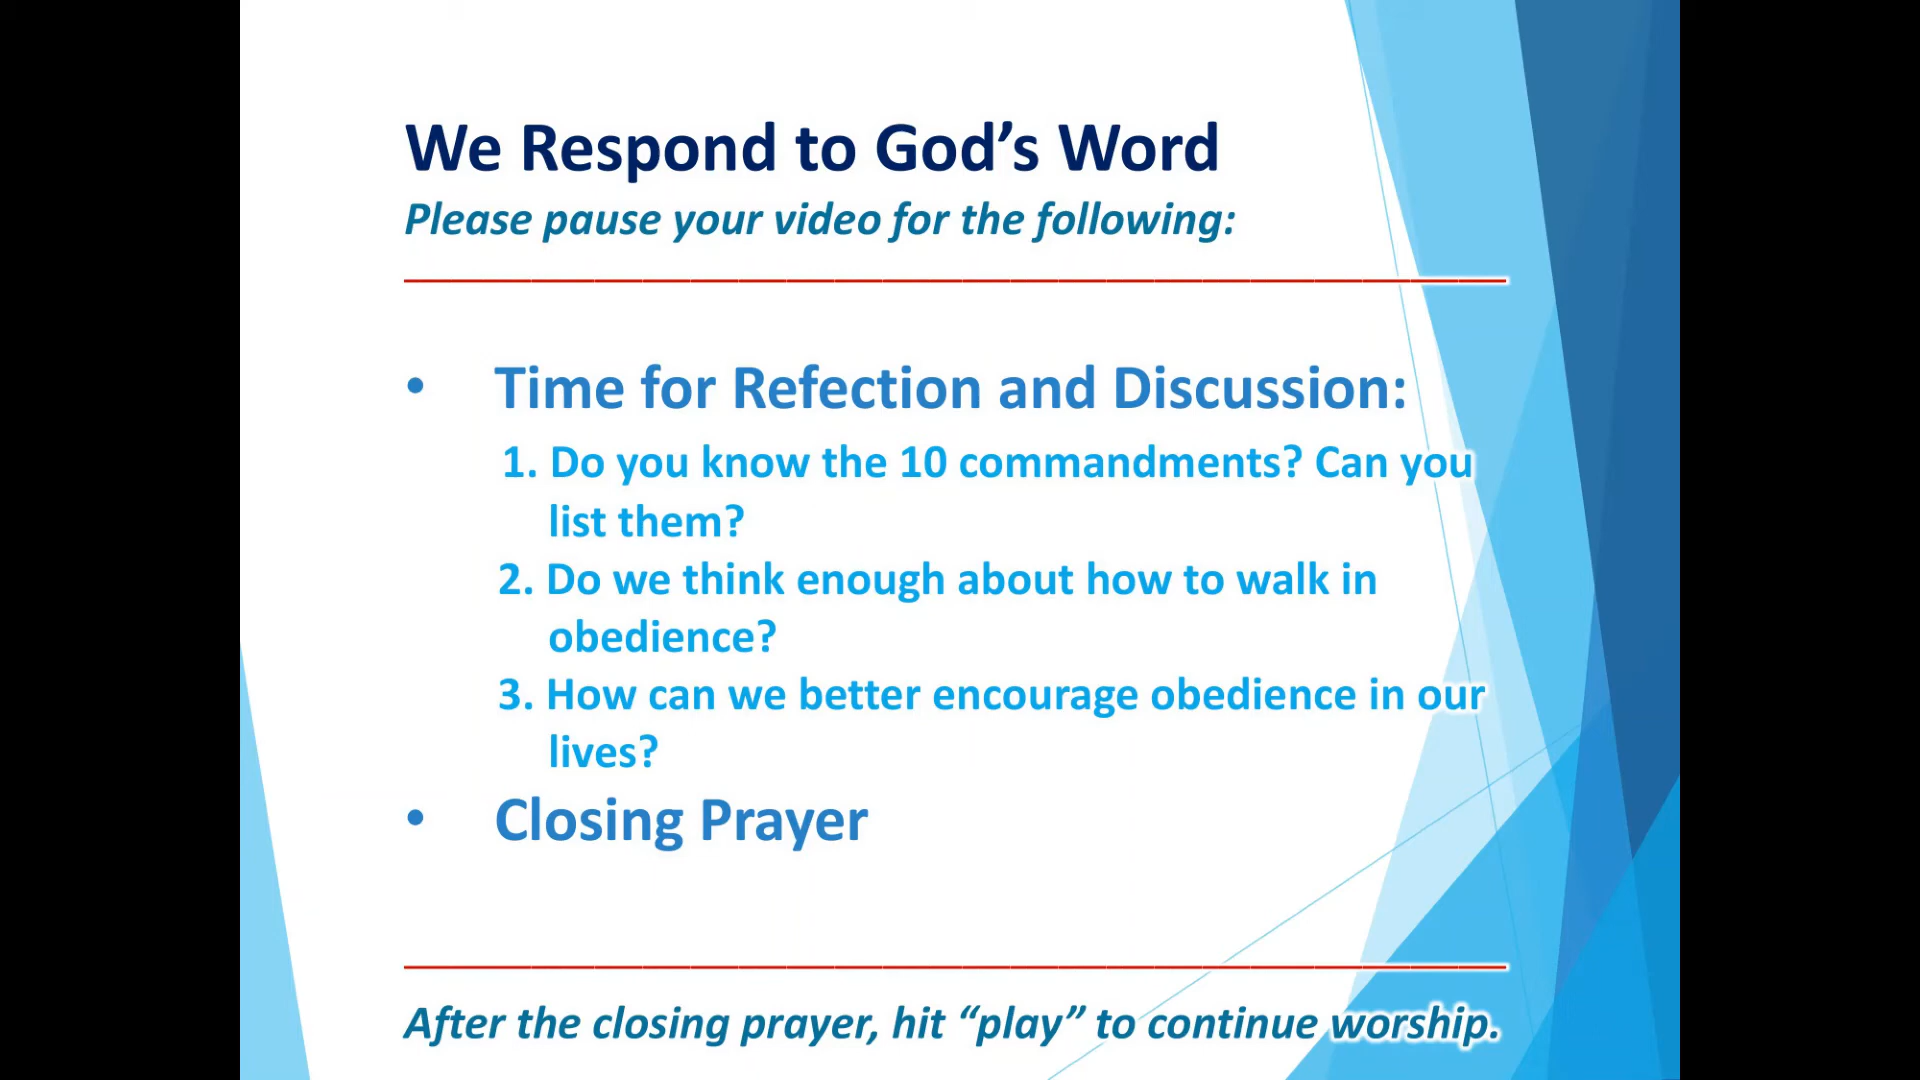 We Respond to God’s Word
Please pause your video for the following:
• Time for Refection and Discussion:
1. Do you know the 10 commandments? Can you
list them?
2. Do we think enough about how to walk in
obedience?
3. How can we better encourage obedience in our
lives?
• Closing Prayer
After the closing prayer, hit “play” to continue worship.